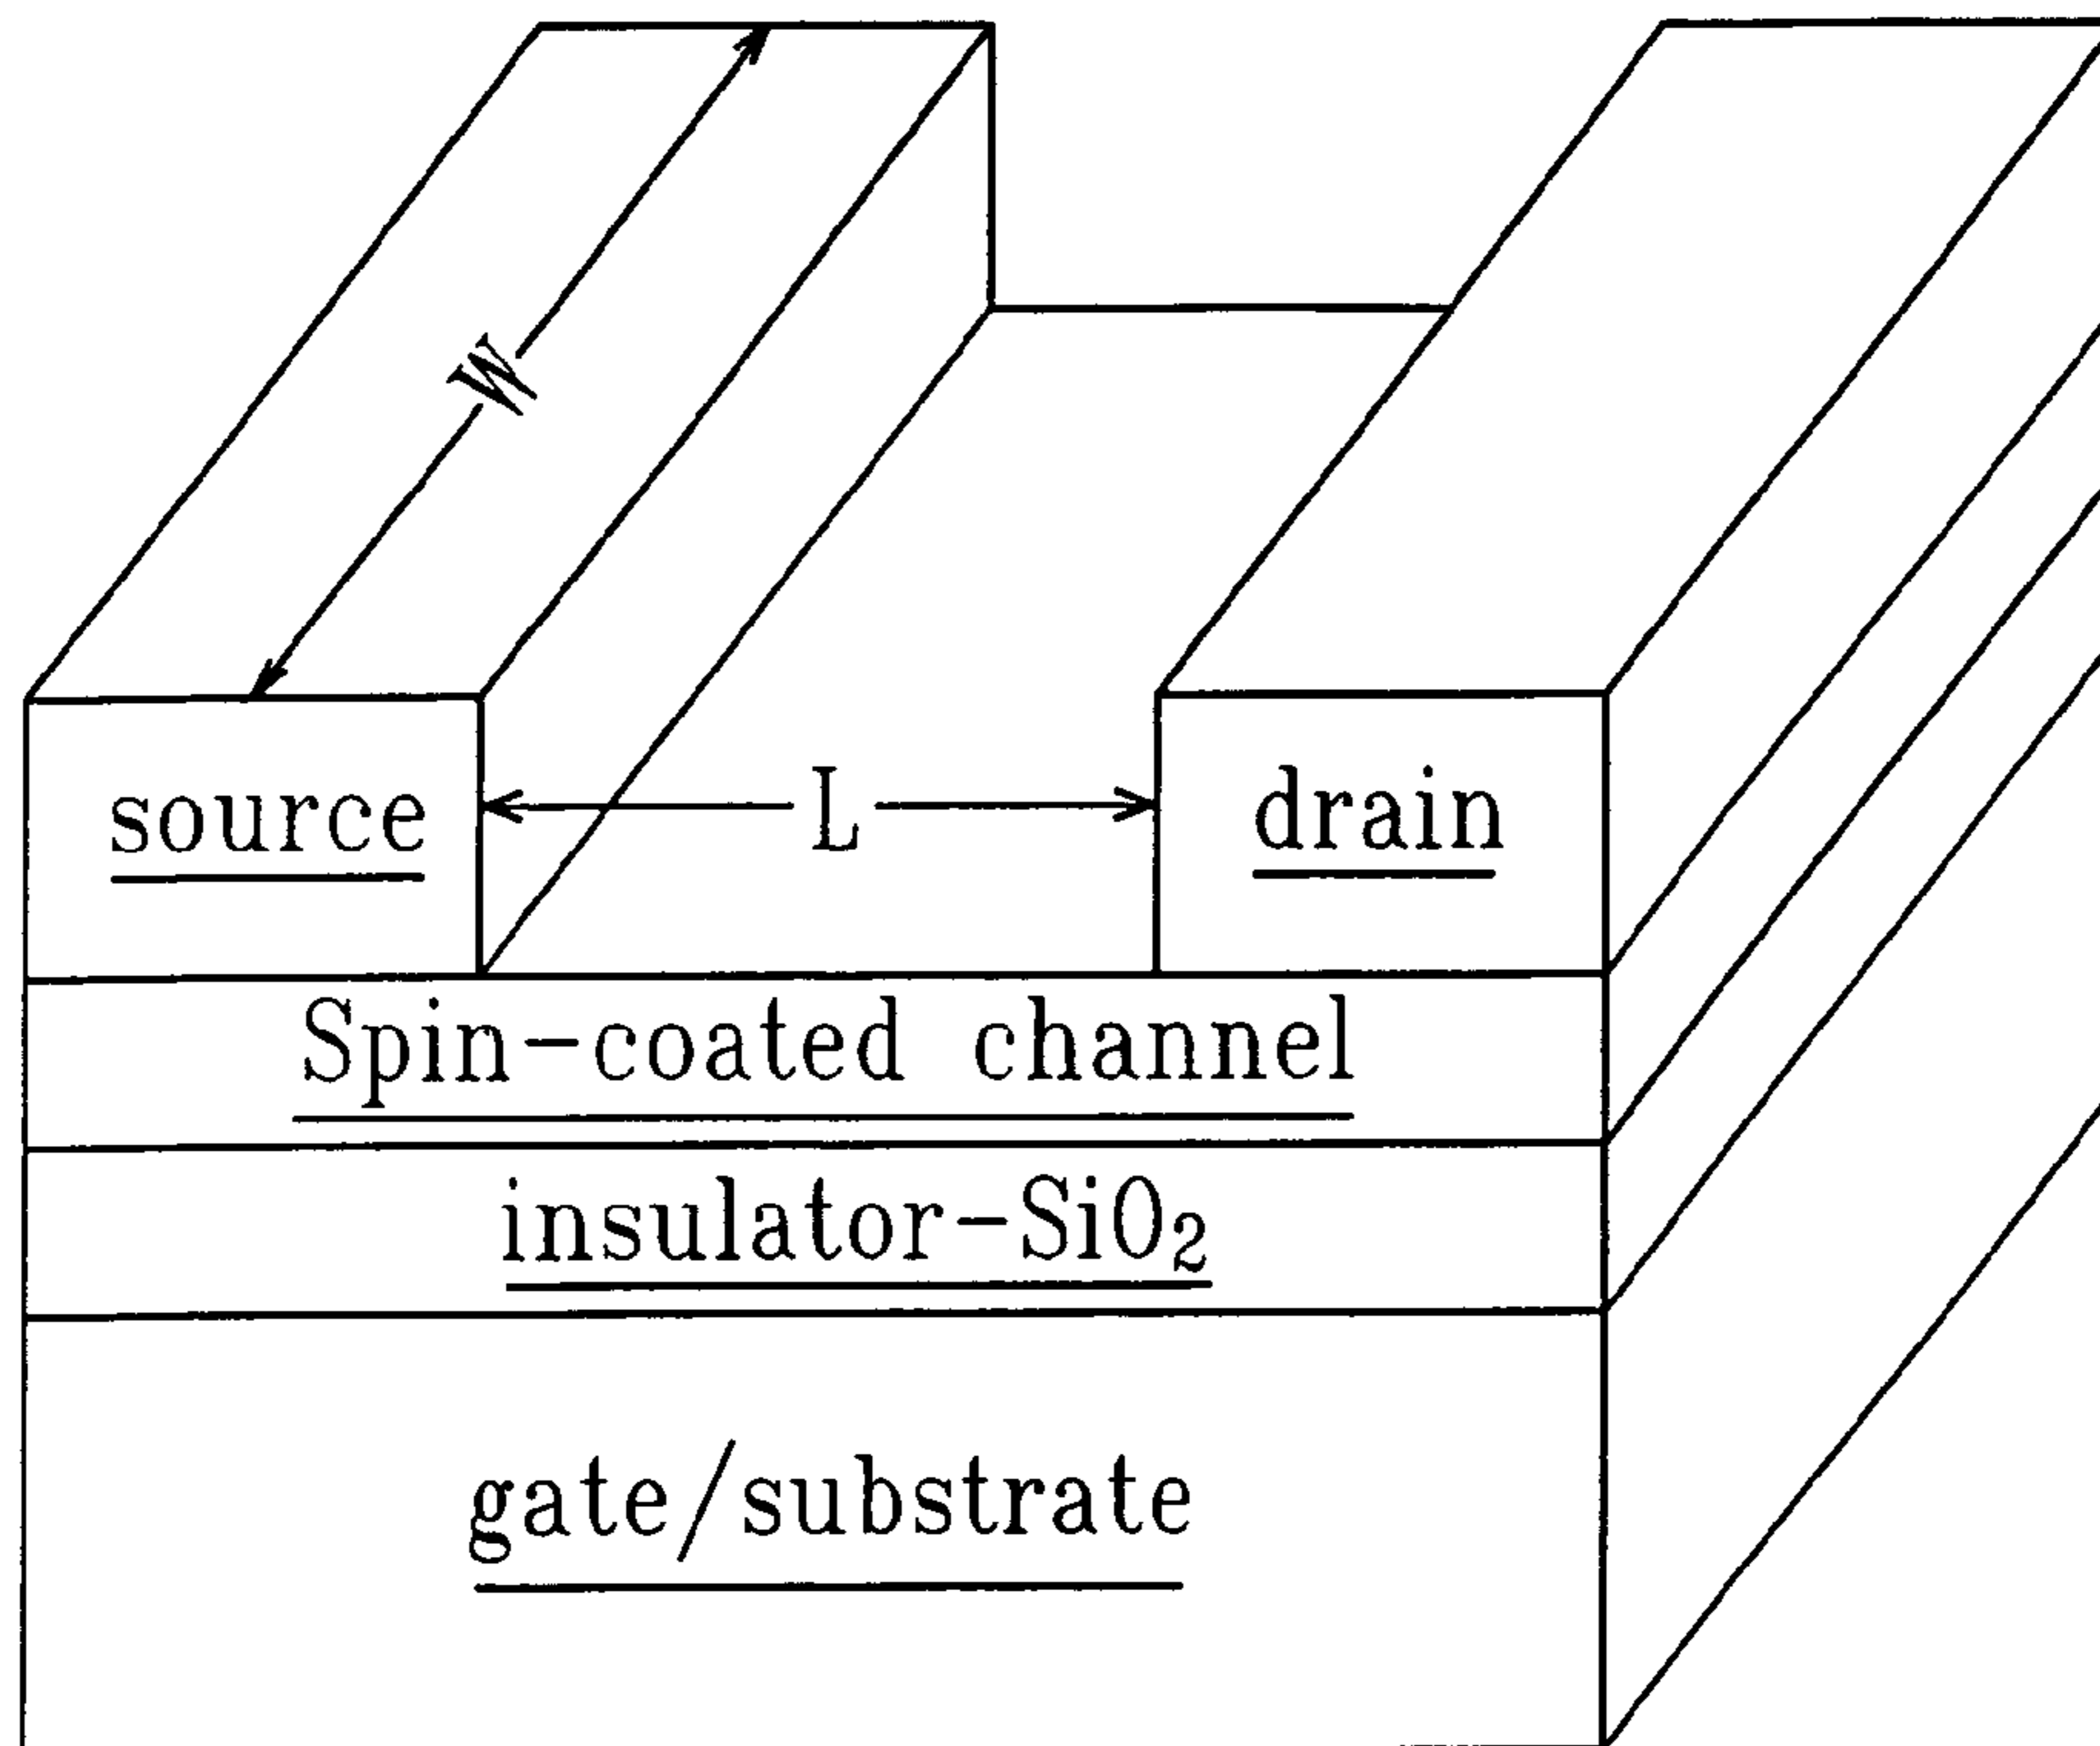 W
source
L
drain
Spin-coated channel
insulator-SiO₂
gate/substrate